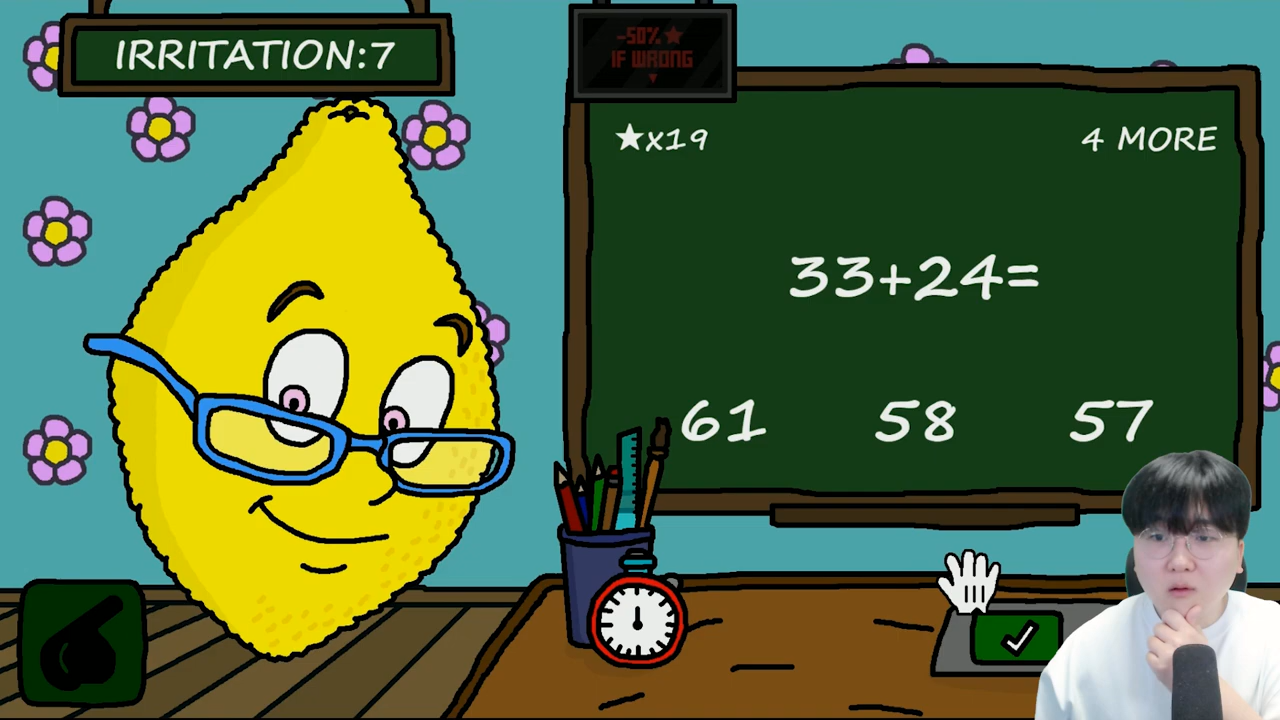 IRRITATION:7
-50%★
IF WRONG
★x19
4 MORE
33+24=
61 58 57